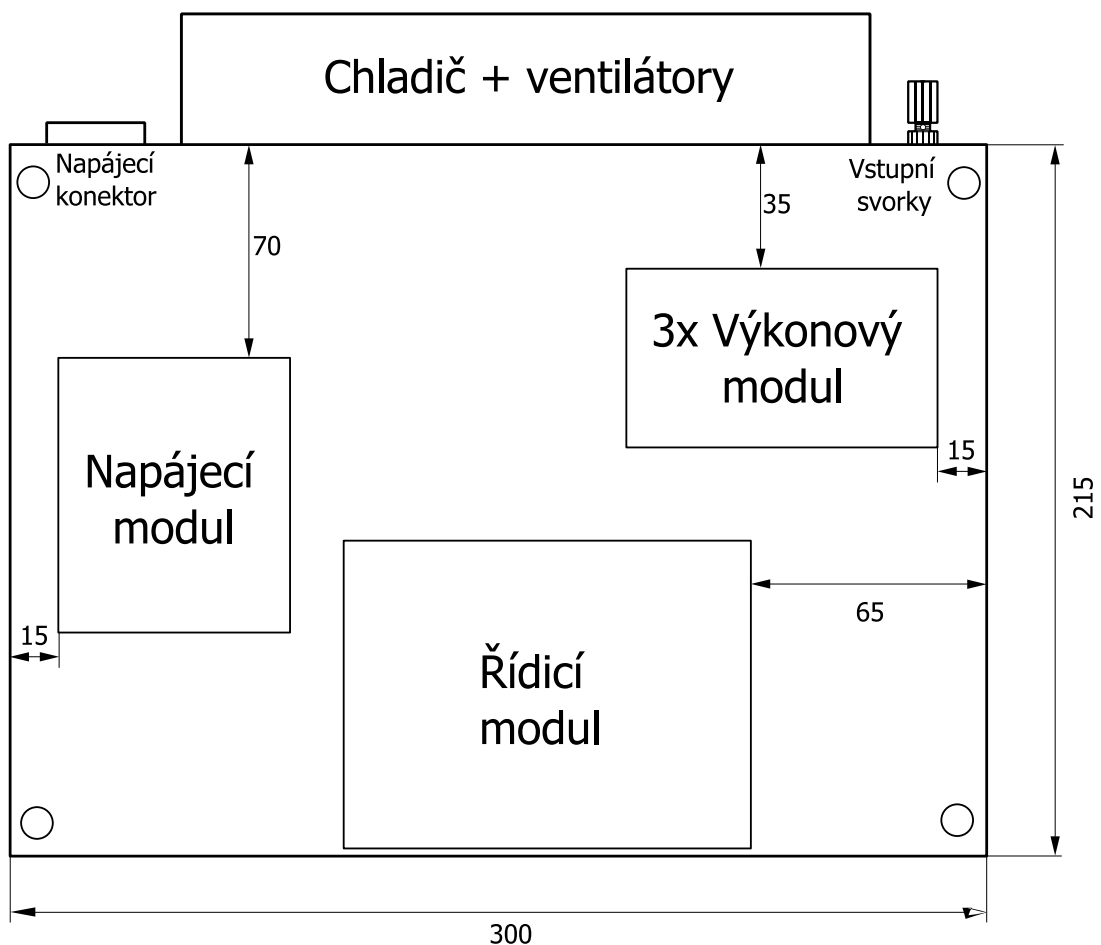 Chladič + ventilátory
Napájecí
konektor
Vstupní
svorky
35
70
3x Výkonový
modul
15
Napájecí
modul
215
65
15
Řídicí
modul
300